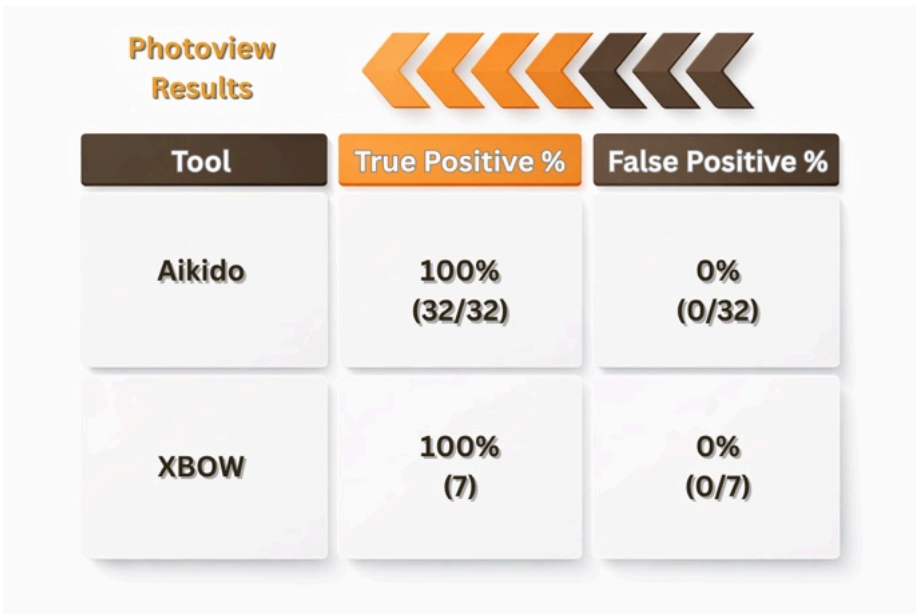 Photoview
Results
Tool
True Positive %
False Positive %
Aikido
100%
(32/32)
0%
(0/32)
XBOW
100%
(7)
0%
(0/7)